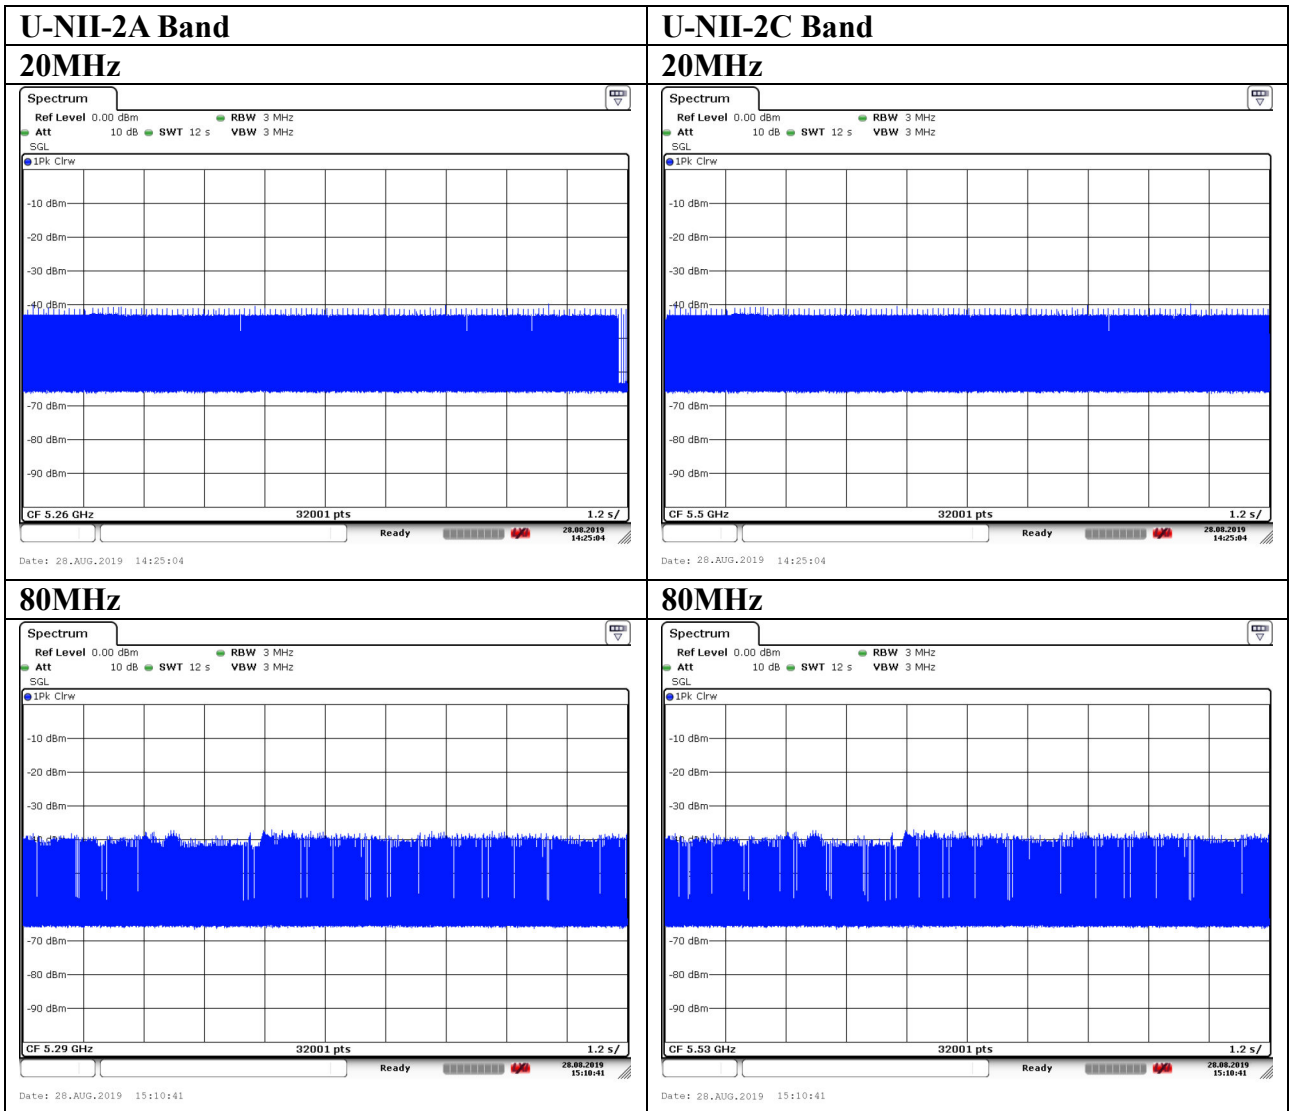 U-NII-2A Band
U-NII-2C Band
20MHz
20MHz
Spectrum
Ref Level 0.00 dBm RBW 3 MHz
Att 10 dB SWT 12 s VBW 3 MHz
SGL
1Pk Clrw
-10 dBm
-20 dBm
-30 dBm
-40 dBm
-70 dBm
-80 dBm
-90 dBm
CF 5.26 GHz 32001 pts 1.2 s/
Ready 28.08.2019
14:25:04
Date: 28.AUG.2019 14:25:04
Spectrum
Ref Level 0.00 dBm RBW 3 MHz
Att 10 dB SWT 12 s VBW 3 MHz
SGL
1Pk Clrw
-10 dBm
-20 dBm
-30 dBm
-40 dBm
-70 dBm
-80 dBm
-90 dBm
CF 5.5 GHz 32001 pts 1.2 s/
Ready 28.08.2019
14:25:04
Date: 28.AUG.2019 14:25:04
80MHz
80MHz
Spectrum
Ref Level 0.00 dBm RBW 3 MHz
Att 10 dB SWT 12 s VBW 3 MHz
SGL
1Pk Clrw
-10 dBm
-20 dBm
-30 dBm
-70 dBm
-80 dBm
-90 dBm
CF 5.29 GHz 32001 pts 1.2 s/
Ready 28.08.2019
15:10:41
Date: 28.AUG.2019 15:10:41
Spectrum
Ref Level 0.00 dBm RBW 3 MHz
Att 10 dB SWT 12 s VBW 3 MHz
SGL
1Pk Clrw
-10 dBm
-20 dBm
-30 dBm
-70 dBm
-80 dBm
-90 dBm
CF 5.53 GHz 32001 pts 1.2 s/
Ready 28.08.2019
15:10:41
Date: 28.AUG.2019 15:10:41